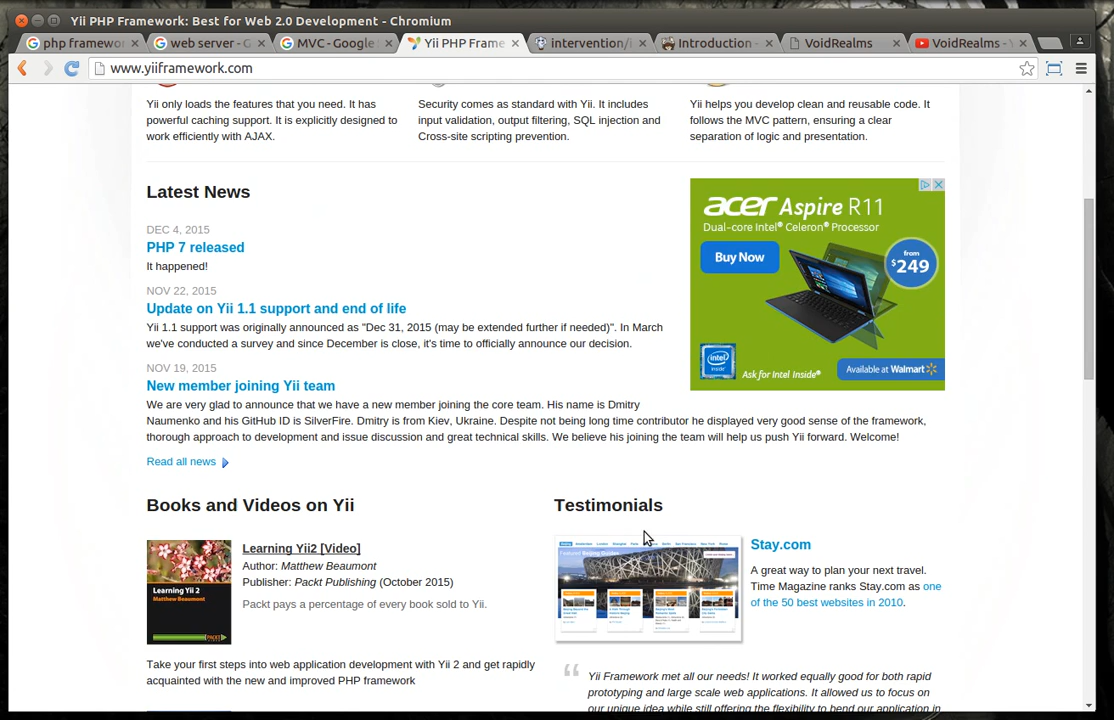 Yii PHP Framework: Best for Web 2.0 Development - Chromium
php framewor
web server - G
MVC - Google
Yii PHP Frame
intervention/i
Introduction -
VoidRealms
VoidRealms - Y
www.yiiframework.com
Yii only loads the features that you need. It has
powerful caching support. It is explicitly designed to
work efficiently with AJAX.
Security comes as standard with Yii. It includes
input validation, output filtering, SQL injection and
Cross-site scripting prevention.
Yii helps you develop clean and reusable code. It
follows the MVC pattern, ensuring a clear
separation of logic and presentation.
Latest News
DEC 4, 2015
PHP 7 released
It happened!
NOV 22, 2015
Update on Yii 1.1 support and end of life
Yii 1.1 support was originally announced as "Dec 31, 2015 (may be extended further if needed)". In March
we've conducted a survey and since December is close, it's time to officially announce our decision.
NOV 19, 2015
New member joining Yii team
We are very glad to announce that we have a new member joining the core team. His name is Dmitry
Naumenko and his GitHub ID is SilverFire. Dmitry is from Kiev, Ukraine. Despite not being long time contributor he displayed very good sense of the framework,
thorough approach to development and issue discussion and great technical skills. We believe his joining the team will help us push Yii forward. Welcome!
Read all news
acer Aspire R11
Dual-core Intel® Celeron® Processor
Buy Now
from
$249
intel
inside
Ask for Intel Inside®
Available at Walmart
Books and Videos on Yii
Learning Yii 2
Matthew Beaumont
Learning Yii2 [Video]
Author: Matthew Beaumont
Publisher: Packt Publishing (October 2015)
Packt pays a percentage of every book sold to Yii.
Take your first steps into web application development with Yii 2 and get rapidly
acquainted with the new and improved PHP framework
Testimonials
Stay.com
A great way to plan your next travel.
Time Magazine ranks Stay.com as one
of the 50 best websites in 2010.
“ Yii Framework met all our needs! It worked equally good for both rapid
prototyping and large scale web applications. It allowed us to focus on
our unique idea while still offering the flexibility to bend our application in